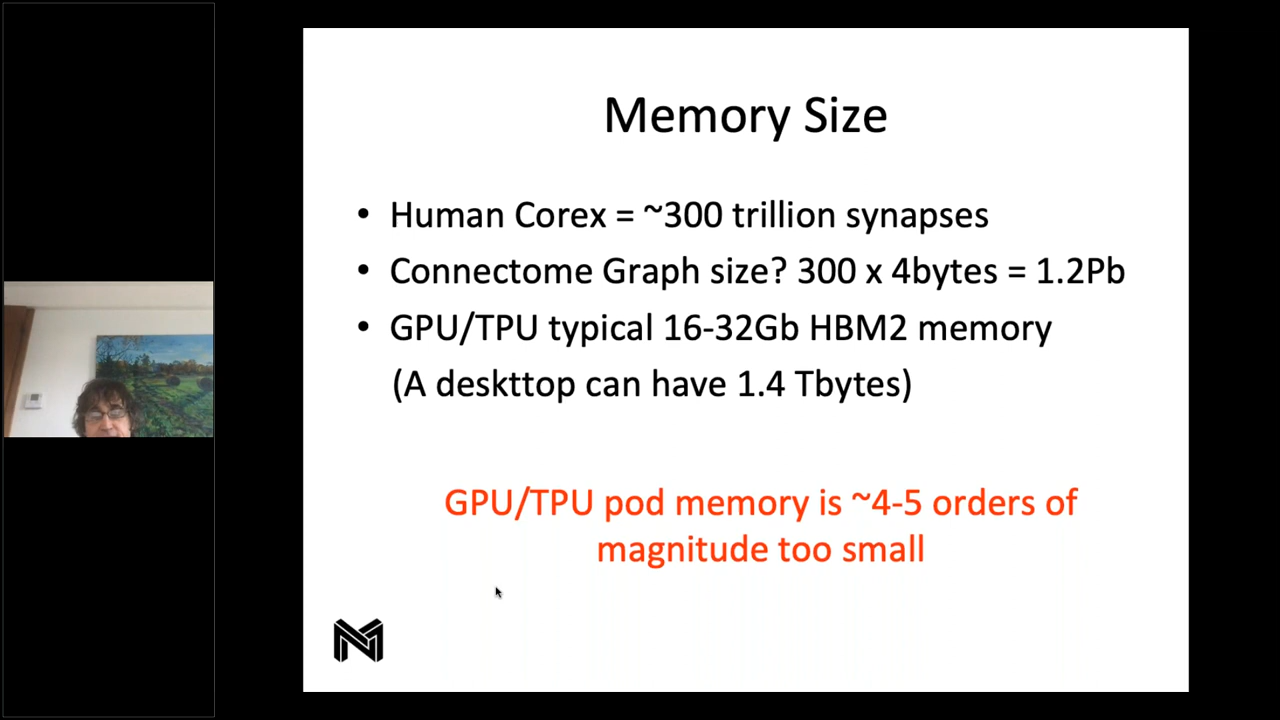 Memory Size
• Human Corex = ~300 trillion synapses
• Connectome Graph size? 300 x 4bytes = 1.2Pb
• GPU/TPU typical 16-32Gb HBM2 memory
(A deskttop can have 1.4 Tbytes)
GPU/TPU pod memory is ~4-5 orders of
magnitude too small